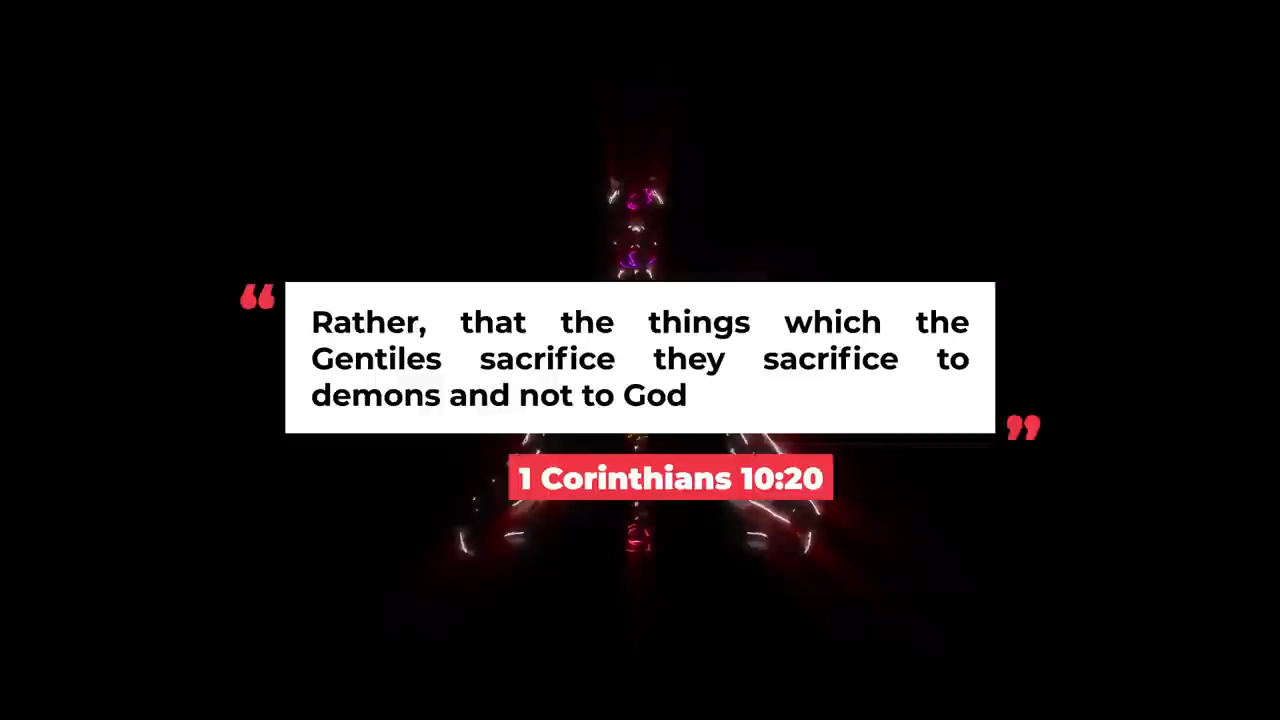 “
Rather, that the things which the
Gentiles sacrifice they sacrifice to
demons and not to God
”
1 Corinthians 10:20